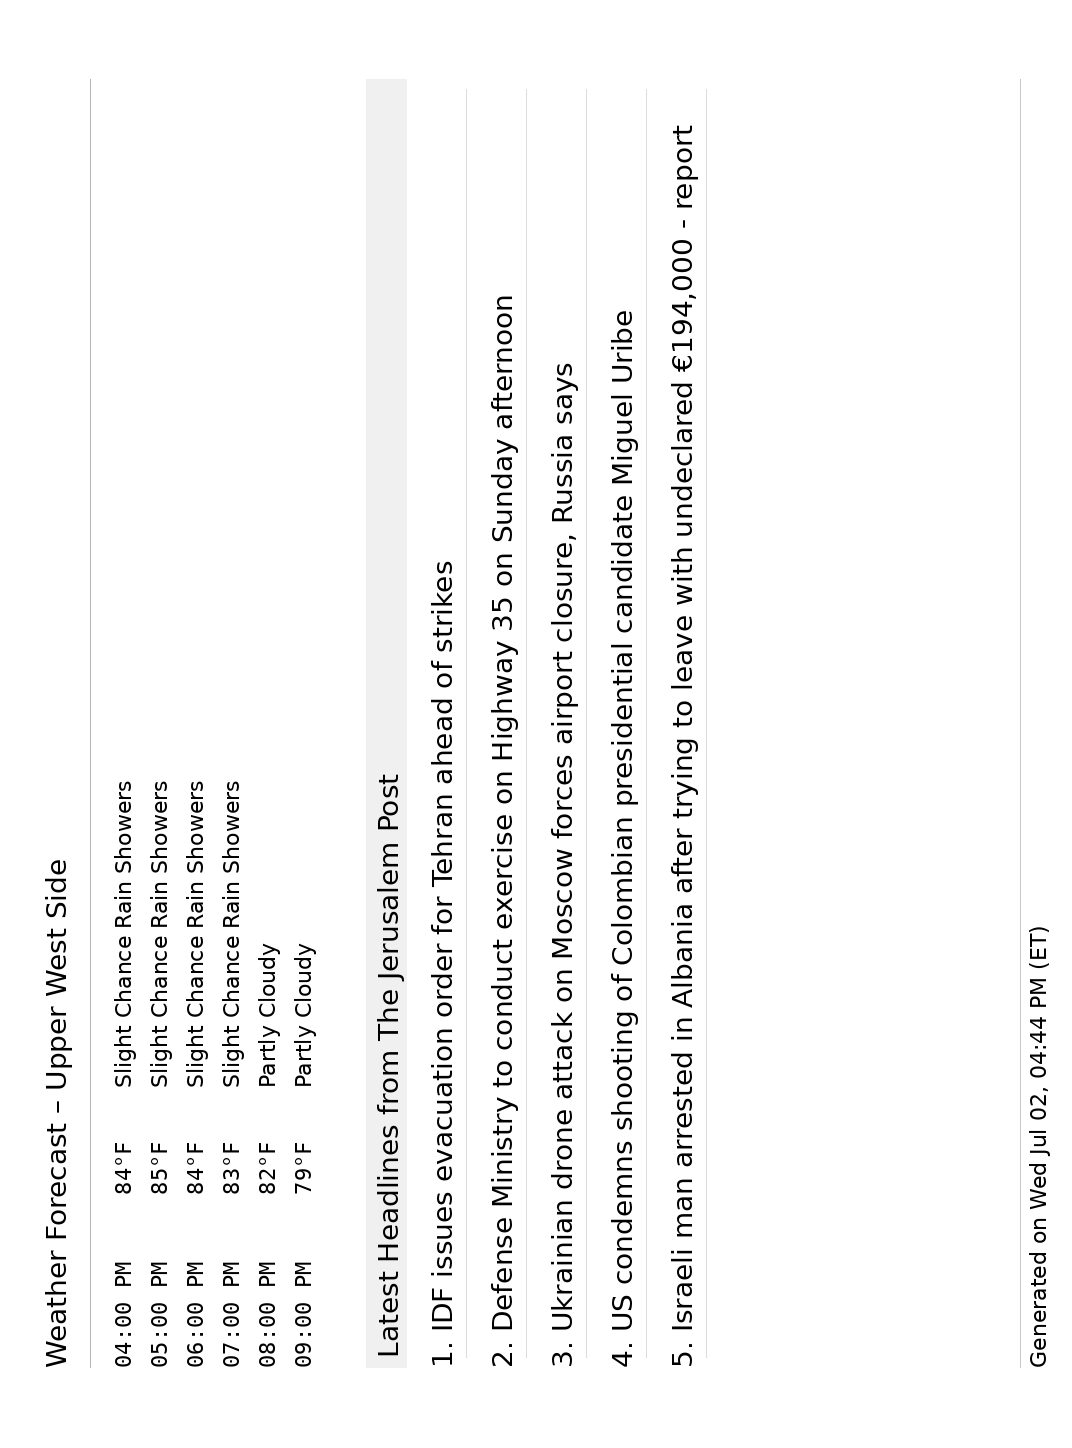 Weather Forecast – Upper West Side
04:00 PM 84°F Slight Chance Rain Showers
05:00 PM 85°F Slight Chance Rain Showers
06:00 PM 84°F Slight Chance Rain Showers
07:00 PM 83°F Slight Chance Rain Showers
08:00 PM 82°F Partly Cloudy
09:00 PM 79°F Partly Cloudy
Latest Headlines from The Jerusalem Post
1. IDF issues evacuation order for Tehran ahead of strikes
2. Defense Ministry to conduct exercise on Highway 35 on Sunday afternoon
3. Ukrainian drone attack on Moscow forces airport closure, Russia says
4. US condemns shooting of Colombian presidential candidate Miguel Uribe
5. Israeli man arrested in Albania after trying to leave with undeclared €194,000 - report
Generated on Wed Jul 02, 04:44 PM (ET)